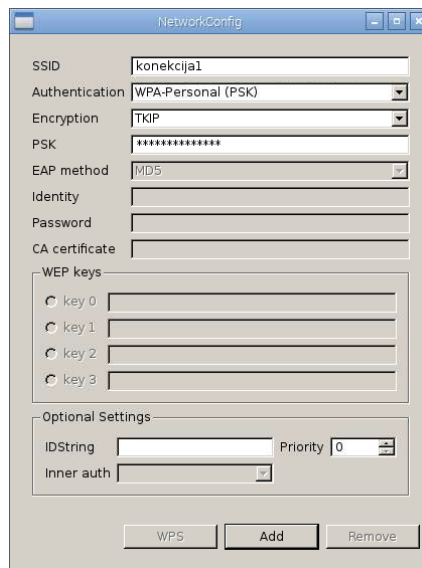 NetworkConfig
SSID konekcija1
Authentication WPA-Personal (PSK)
Encryption TKIP
PSK **************
EAP method MD5
Identity
Password
CA certificate
WEP keys
key 0
key 1
key 2
key 3
Optional Settings
IDString Priority 0
Inner auth
WPS Add Remove